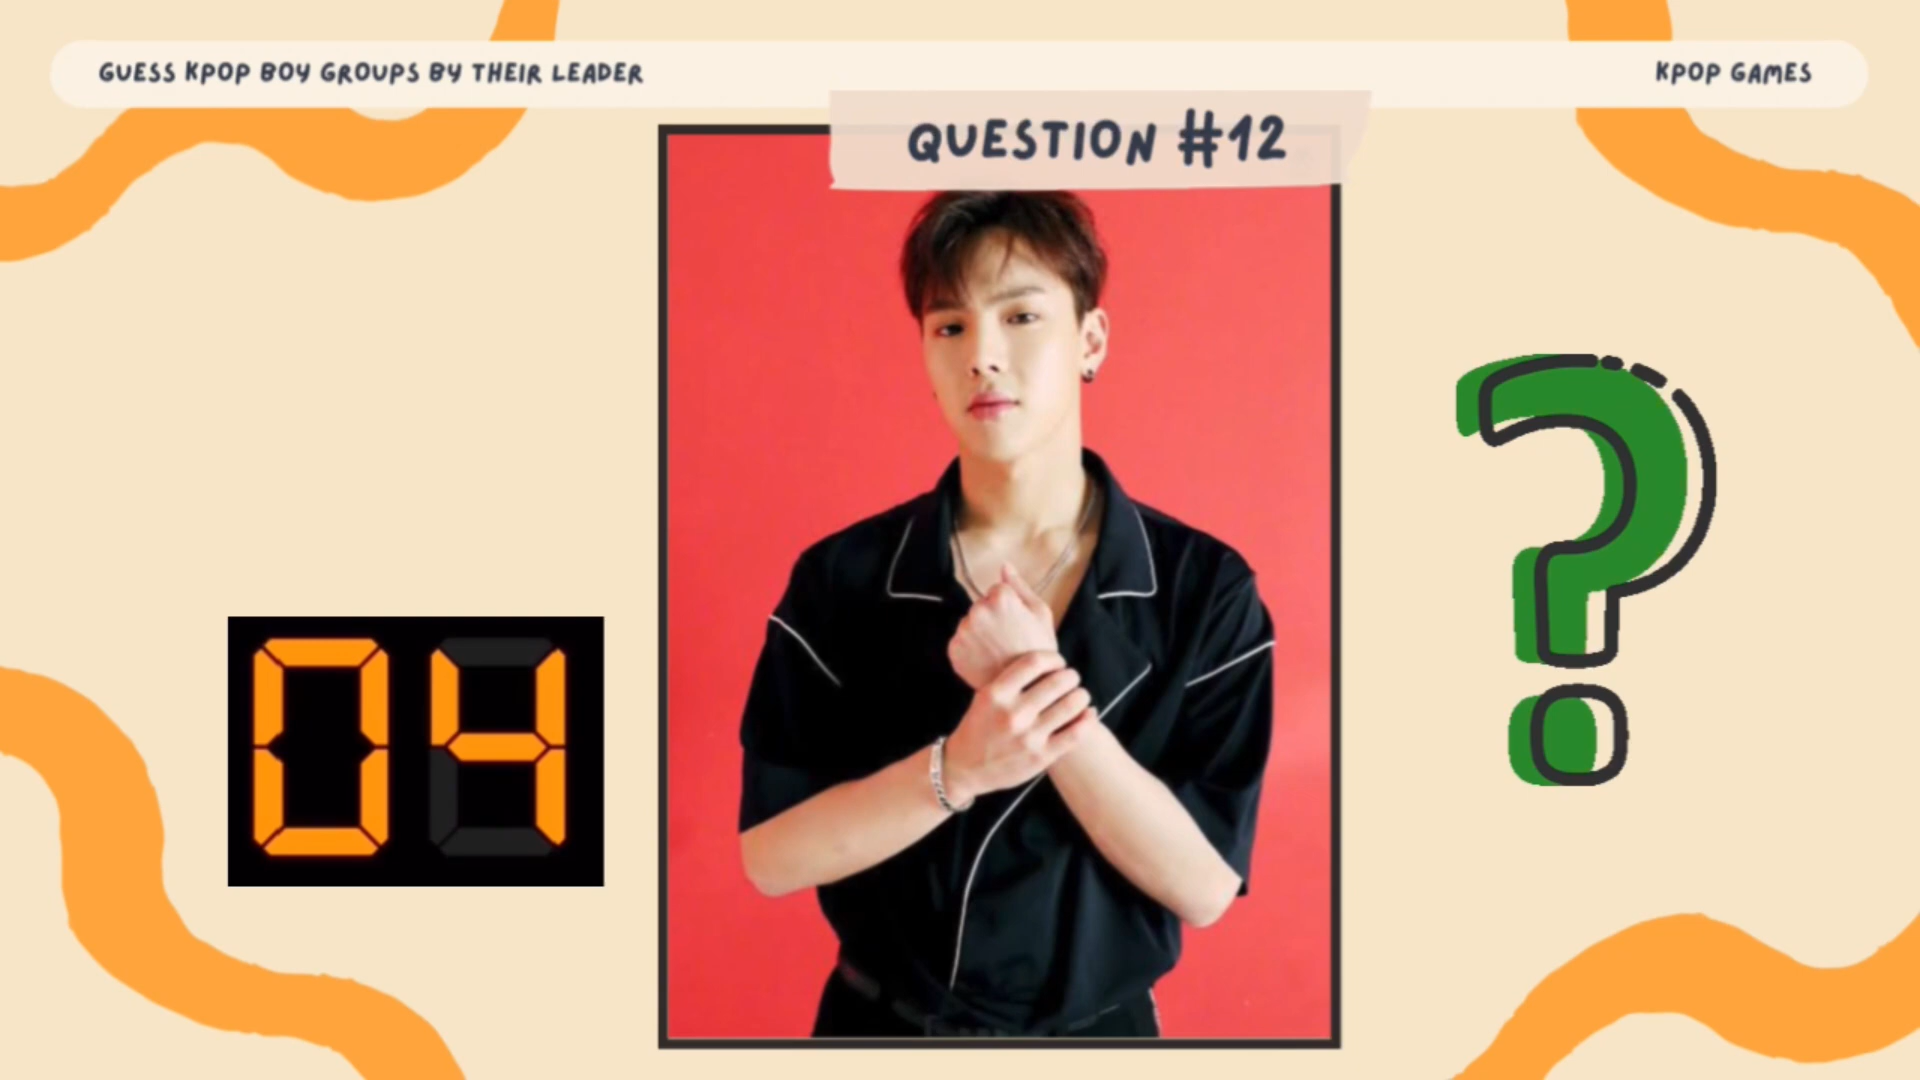 GUESS KPOP BOY GROUPS BY THEIR LEADER
KPOP GAMES
QUESTION #12
04
?